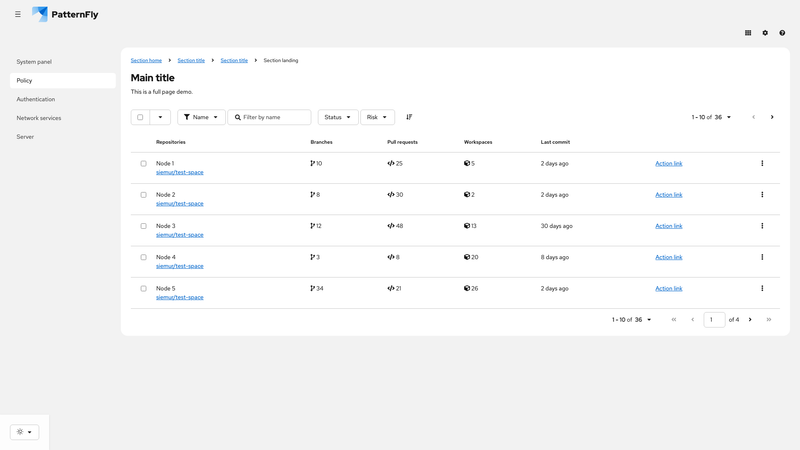 PatternFly
System panel
Policy
Authentication
Network services
Server
Section home Section title Section title Section landing
Main title
This is a full page demo.
Name Filter by name Status Risk 1 - 10 of 36
Repositories Branches Pull requests Workspaces Last commit
Node 1 10 25 5 2 days ago Action link
siemur/test-space
Node 2 8 30 2 2 days ago Action link
siemur/test-space
Node 3 12 48 13 30 days ago Action link
siemur/test-space
Node 4 3 8 20 8 days ago Action link
siemur/test-space
Node 5 34 21 26 2 days ago Action link
siemur/test-space
1 - 10 of 36 1 of 4